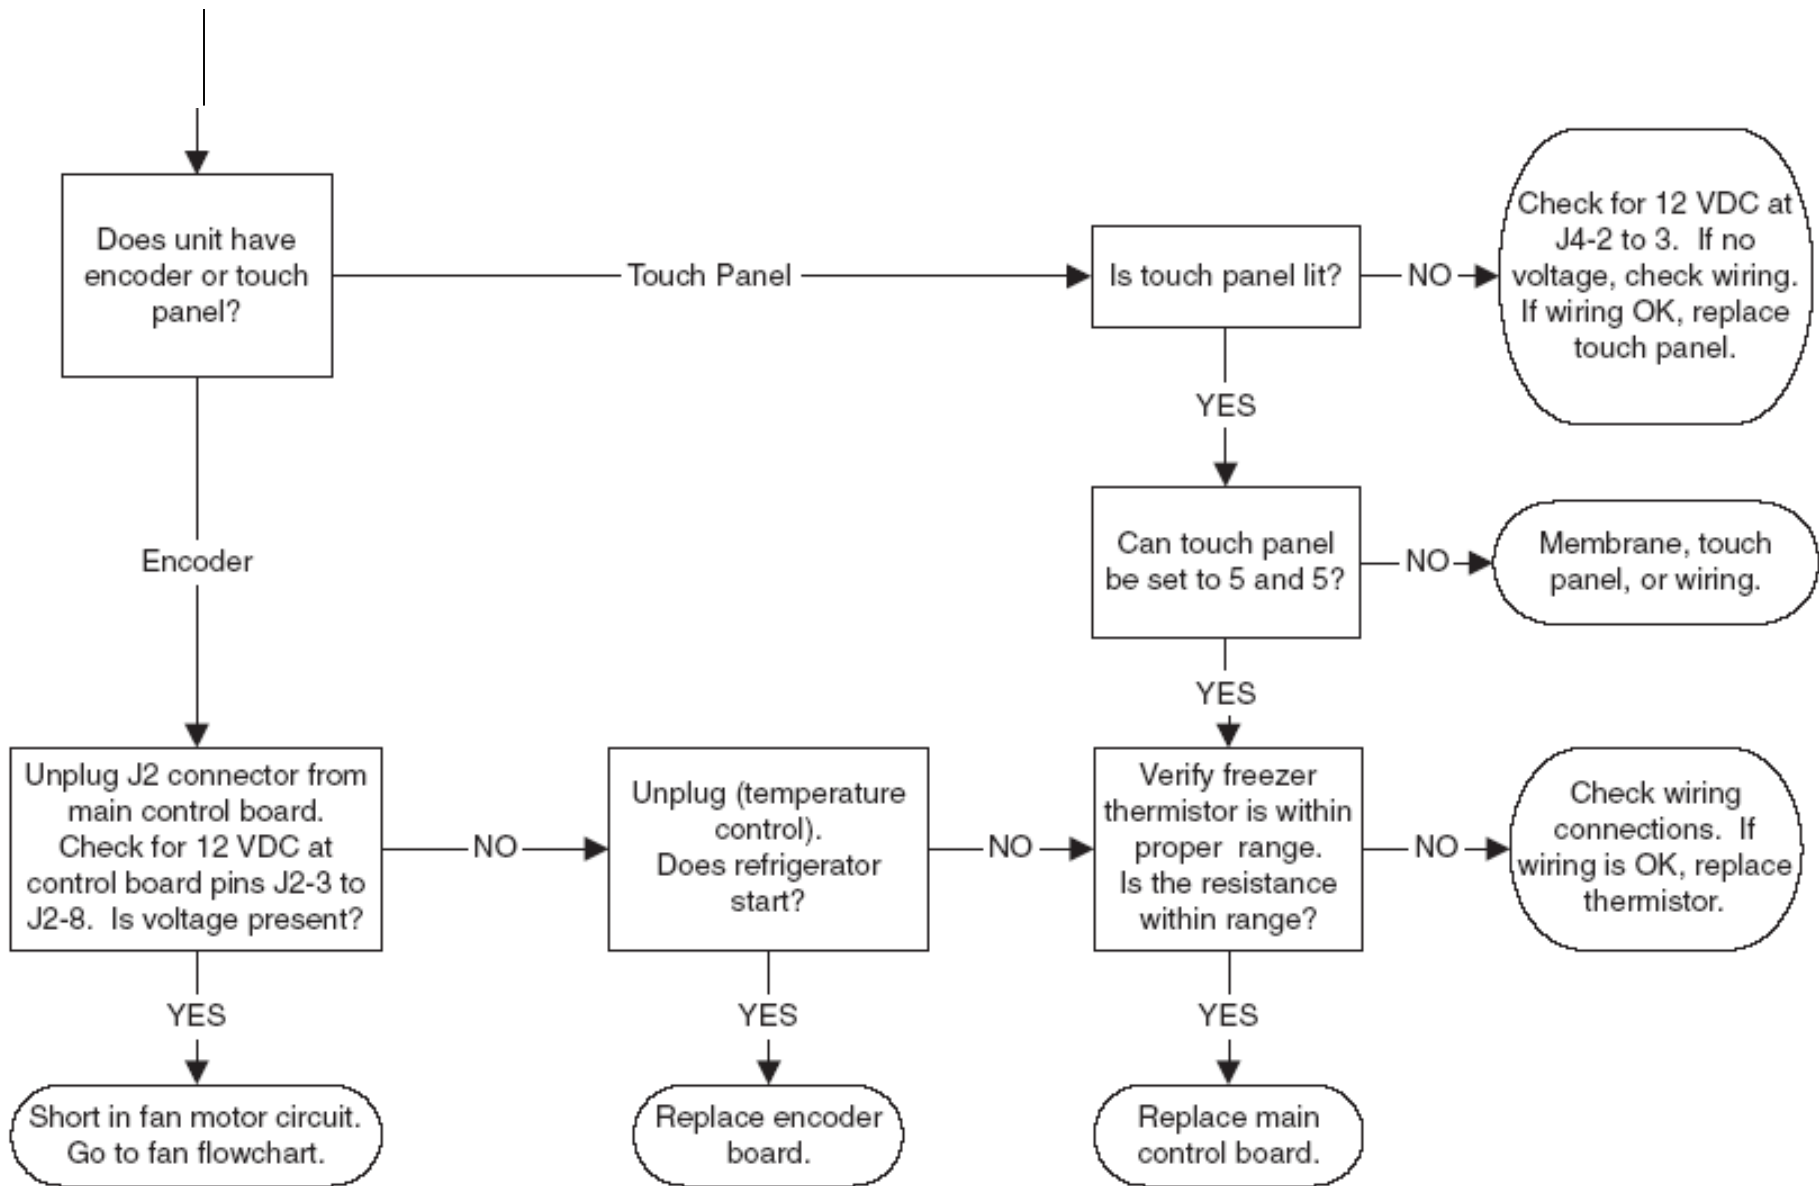 Does unit have
encoder or touch
panel?
Touch Panel
Is touch panel lit?
NO
Check for 12 VDC at
J4-2 to 3.  If no
voltage, check wiring.
If wiring OK, replace
touch panel.
YES
Encoder
Can touch panel
be set to 5 and 5?
NO
Membrane, touch
panel, or wiring.
YES
Unplug J2 connector from
main control board.
Check for 12 VDC at
control board pins J2-3 to
J2-8.  Is voltage present?
NO
Unplug (temperature
control).
Does refrigerator
start?
NO
Verify freezer
thermistor is within
proper  range.
Is the resistance
within range?
NO
Check wiring
connections.  If
wiring is OK, replace
thermistor.
YES
YES
YES
Short in fan motor circuit.
Go to fan flowchart.
Replace encoder
board.
Replace main
control board.